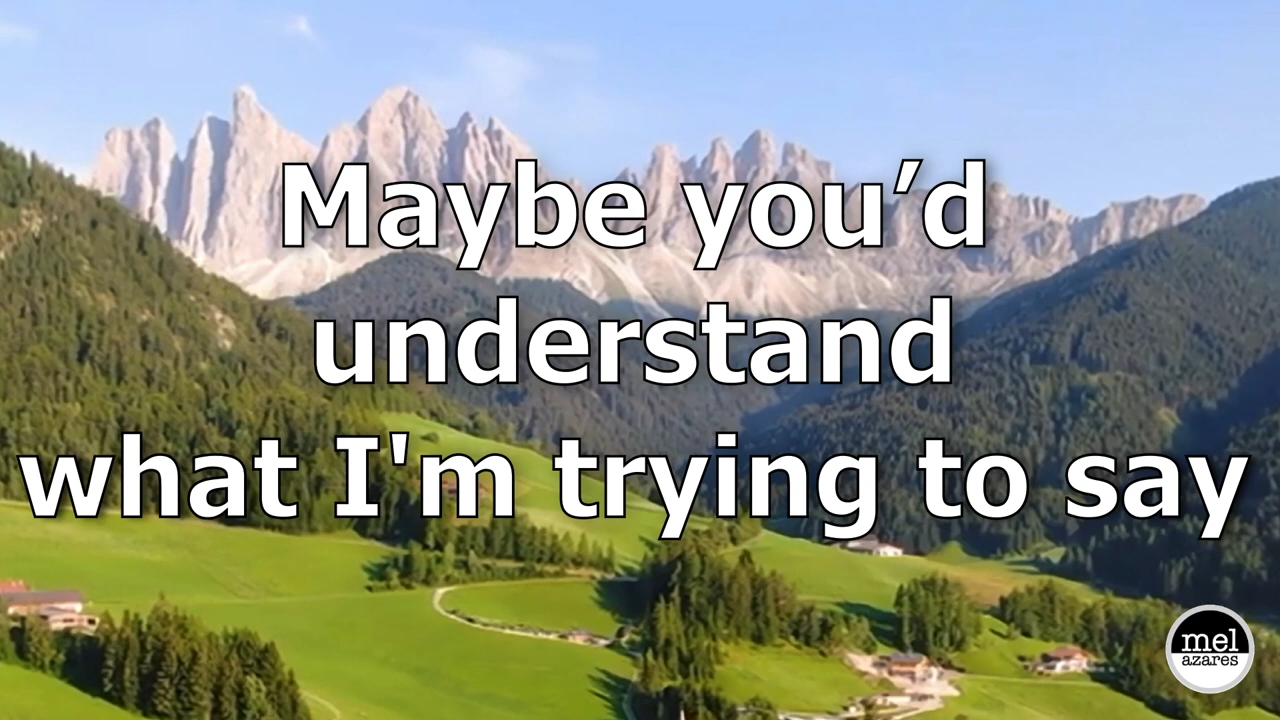 Maybe you’d
understand
what I'm trying to say
mel
azares